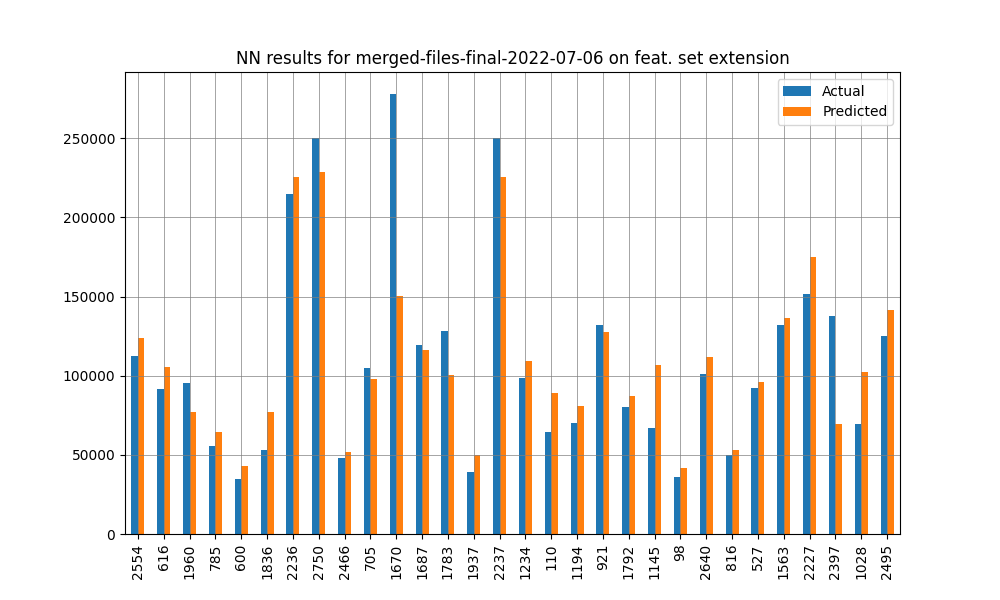 NN results for merged-files-final-2022-07-06 on feat. set extension
Actual
Predicted
250000
200000
150000
100000
50000
0
2554 616 1960 785 600 1836 2236 2750 2466 705 1670 1687 1783 1937 2237 1234 110 1194 921 1792 1145 98 2640 816 527 1563 2227 2397 1028 2495